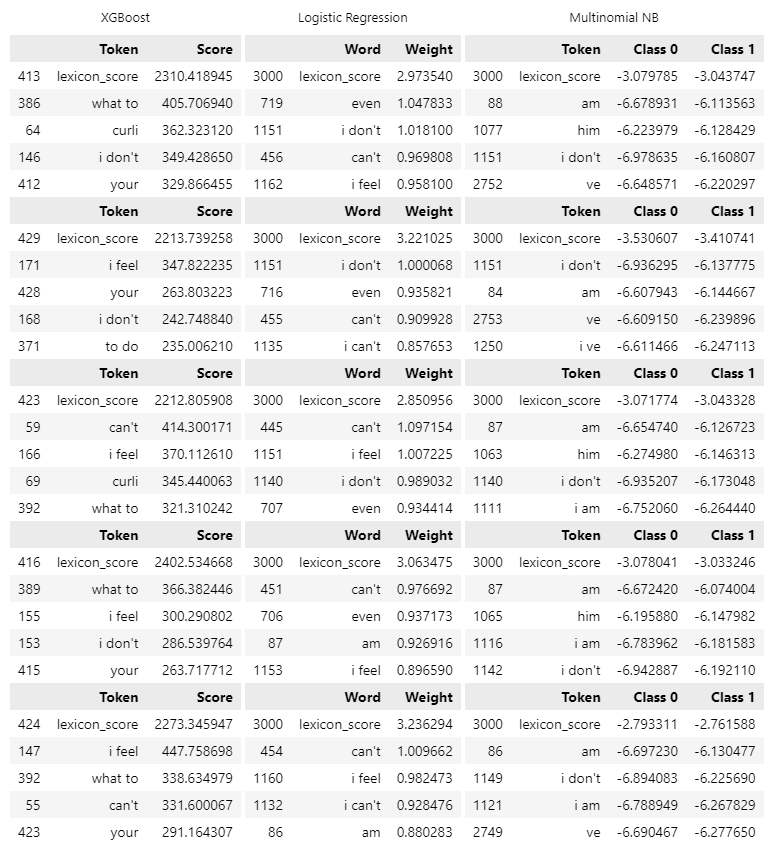 XGBoost Logistic Regression Multinomial NB
Token Score Word Weight Token Class 0 Class 1
413 lexicon_score 2310.418945 3000 lexicon_score 2.973540 3000 lexicon_score -3.079785 -3.043747
386 what to 405.706940 719 even 1.047833 88 am -6.678931 -6.113563
64 curli 362.323120 1151 i don't 1.018100 1077 him -6.223979 -6.128429
146 i don't 349.428650 456 can't 0.969808 1151 i don't -6.978635 -6.160807
412 your 329.866455 1162 i feel 0.958100 2752 ve -6.648571 -6.220297
Token Score Word Weight Token Class 0 Class 1
429 lexicon_score 2213.739258 3000 lexicon_score 3.221025 3000 lexicon_score -3.530607 -3.410741
171 i feel 347.822235 1151 i don't 1.000068 1151 i don't -6.936295 -6.137775
428 your 263.803223 716 even 0.935821 84 am -6.607943 -6.144667
168 i don't 242.748840 455 can't 0.909928 2753 ve -6.609150 -6.239896
371 to do 235.006210 1135 i can't 0.857653 1250 i ve -6.611466 -6.247113
Token Score Word Weight Token Class 0 Class 1
423 lexicon_score 2212.805908 3000 lexicon_score 2.850956 3000 lexicon_score -3.071774 -3.043328
59 can't 414.300171 445 can't 1.097154 87 am -6.654740 -6.126723
166 i feel 370.112610 1151 i feel 1.007225 1063 him -6.274980 -6.146313
69 curli 345.440063 1140 i don't 0.989032 1140 i don't -6.935207 -6.173048
392 what to 321.310242 707 even 0.934414 1111 i am -6.752060 -6.264440
Token Score Word Weight Token Class 0 Class 1
416 lexicon_score 2402.534668 3000 lexicon_score 3.063475 3000 lexicon_score -3.078041 -3.033246
389 what to 366.382446 451 can't 0.976692 87 am -6.672420 -6.074004
155 i feel 300.290802 706 even 0.937173 1065 him -6.195880 -6.147982
153 i don't 286.539764 87 am 0.926916 1116 i am -6.783962 -6.181583
415 your 263.717712 1153 i feel 0.896590 1142 i don't -6.942887 -6.192110
Token Score Word Weight Token Class 0 Class 1
424 lexicon_score 2273.345947 3000 lexicon_score 3.236294 3000 lexicon_score -2.793311 -2.761588
147 i feel 447.758698 454 can't 1.009662 86 am -6.697230 -6.130477
392 what to 338.634979 1160 i feel 0.982473 1149 i don't -6.894083 -6.225690
55 can't 331.600067 1132 i can't 0.928476 1121 i am -6.788949 -6.267829
423 your 291.164307 86 am 0.880283 2749 ve -6.690467 -6.277650